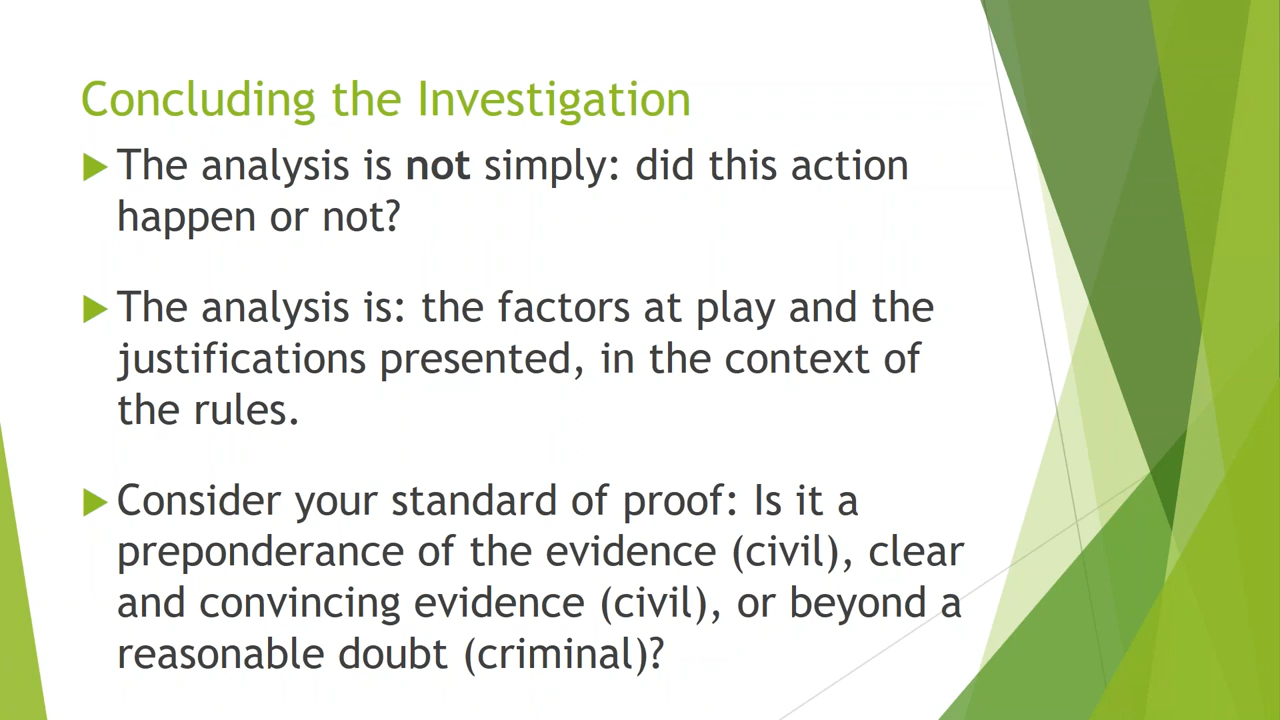 Concluding the Investigation
The analysis is not simply: did this action
happen or not?
The analysis is: the factors at play and the
justifications presented, in the context of
the rules.
Consider your standard of proof: Is it a
preponderance of the evidence (civil), clear
and convincing evidence (civil), or beyond a
reasonable doubt (criminal)?